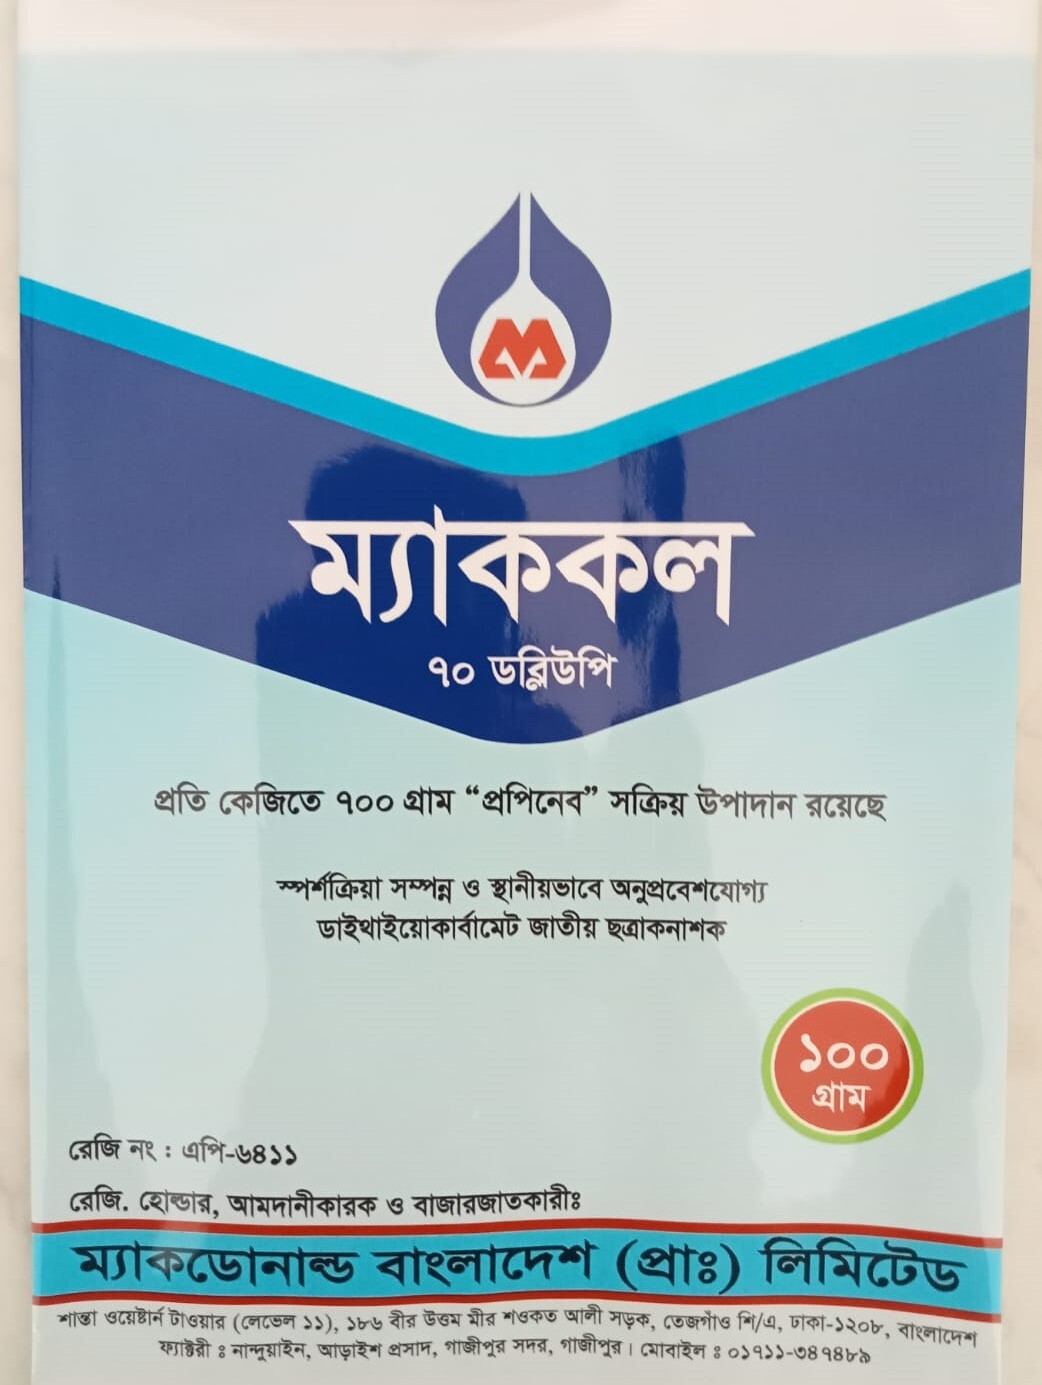 ম্যাককল
৭০ ডব্লিউপি
প্রতি কেজিতে ৭০০ গ্রাম “প্রপিনেব” সক্রিয় উপাদান রয়েছে
স্পর্শক্রিয়া সম্পন্ন ও স্থানীয়ভাবে অনুপ্রবেশযোগ্য
ডাইথাইয়োকার্বামেট জাতীয় ছত্রাকনাশক
১০০
গ্রাম
রেজি নং : এপি-৬৪১১
রেজি. হোল্ডার, আমদানীকারক ও বাজারজাতকারীঃ
ম্যাকডোনাল্ড বাংলাদেশ (প্রাঃ) লিমিটেড
শান্তা ওয়েষ্টার্ন টাওয়ার (লেভেল ১১), ১৮৬ বীর উত্তম মীর শওকত আলী সড়ক, তেজগাঁও শি/এ, ঢাকা-১২০৮, বাংলাদেশ
ফ্যাক্টরী ঃ নান্দুয়াইন, আড়াইশ প্রসাদ, গাজীপুর সদর, গাজীপুর। মোবাইল ঃ ০১৭১১-৩৪৭৪৮৯